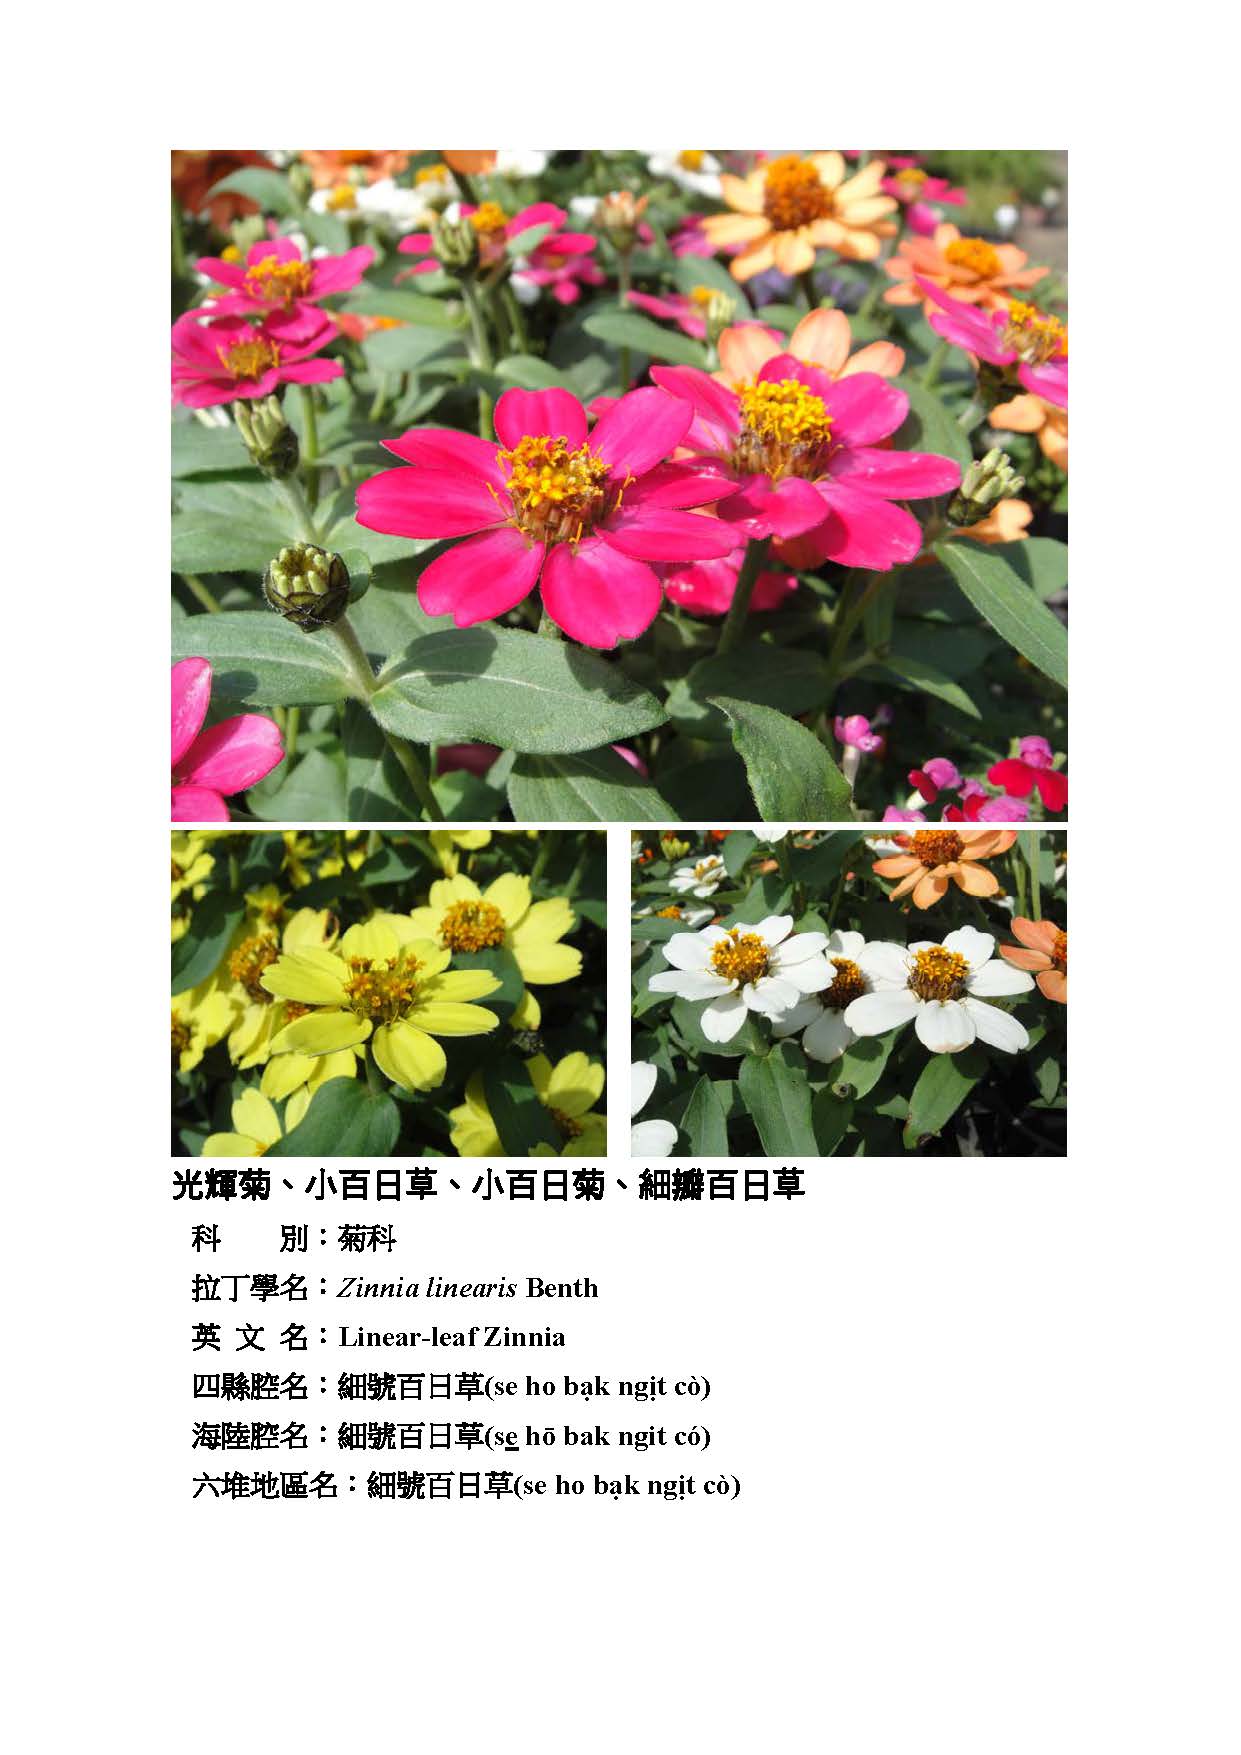 光輝菊、小百日草、小百日菊、細瓣百日草
科　　別：菊科
拉丁學名：Zinnia linearis Benth
英 文 名：Linear-leaf Zinnia
四縣腔名：細號百日草(se ho bạk ngịt cò)
海陸腔名：細號百日草(se hō bak ngit có)
六堆地區名：細號百日草(se ho bạk ngịt cò)